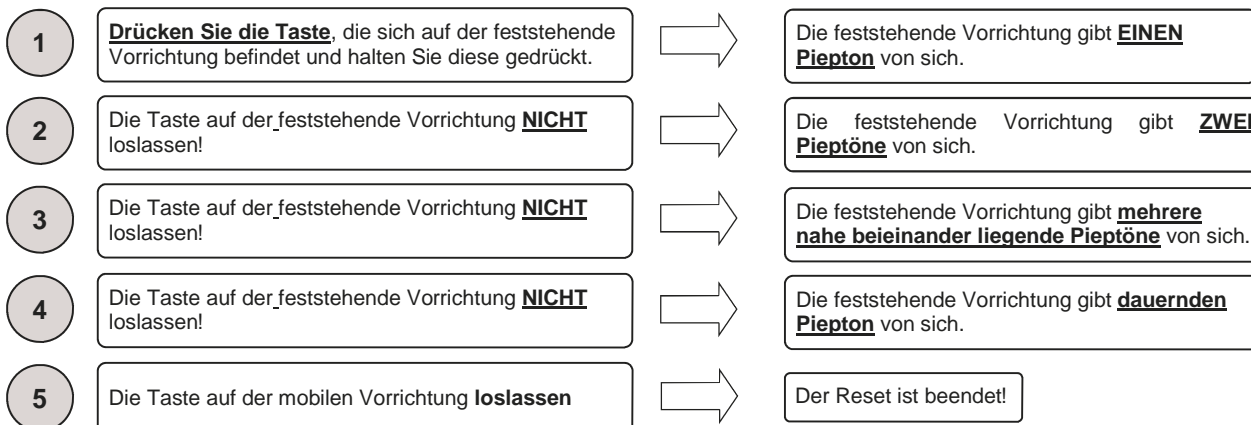 1
Drücken Sie die Taste, die sich auf der feststehende
Vorrichtung befindet und halten Sie diese gedrückt.
Die feststehende Vorrichtung gibt EINEN
Piepton von sich.
2
Die Taste auf der feststehende Vorrichtung NICHT
loslassen!
Die feststehende Vorrichtung gibt ZWEI
Pieptöne von sich.
3
Die Taste auf der feststehende Vorrichtung NICHT
loslassen!
Die feststehende Vorrichtung gibt mehrere
nahe beieinander liegende Pieptöne von sich.
4
Die Taste auf der feststehende Vorrichtung NICHT
loslassen!
Die feststehende Vorrichtung gibt dauernden
Piepton von sich.
5
Die Taste auf der mobilen Vorrichtung loslassen
Der Reset ist beendet!